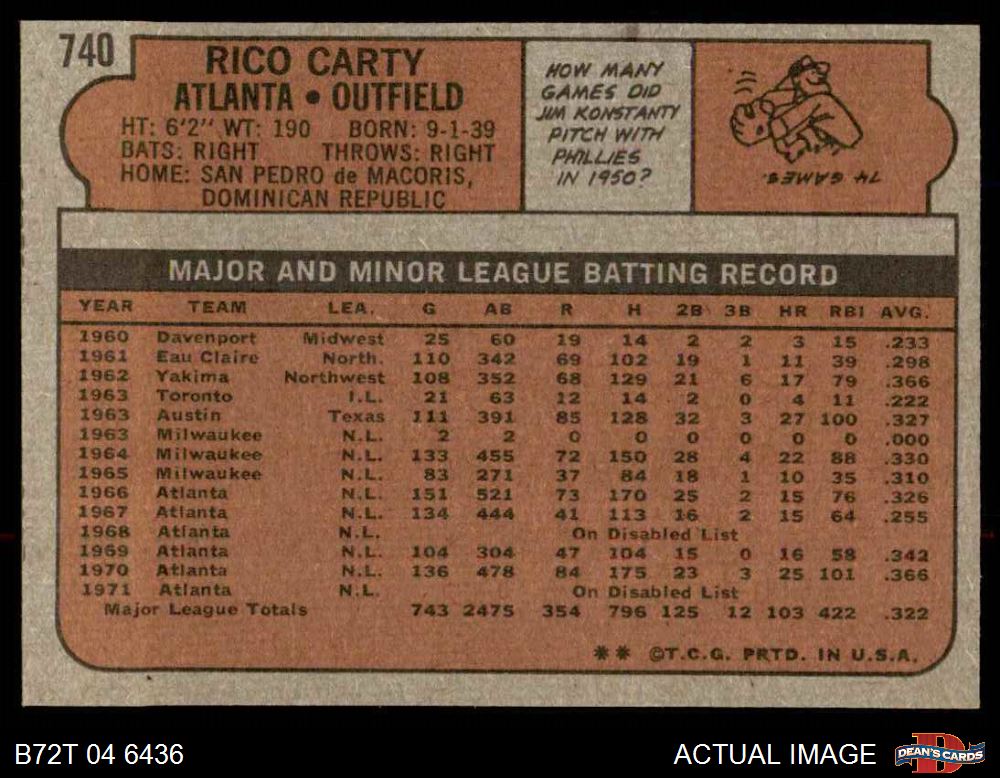 740
RICO CARTY
ATLANTA • OUTFIELD
HT: 6'2" WT: 190 BORN: 9-1-39
BATS: RIGHT THROWS: RIGHT
HOME: SAN PEDRO de MACORIS,
DOMINICAN REPUBLIC
HOW MANY
GAMES DID
JIM KONSTANTY
PITCH WITH
PHILLIES
IN 1950?
74 GAMES.
MAJOR AND MINOR LEAGUE BATTING RECORD
YEAR TEAM LEA. G AB R H 2B 3B HR RBI AVG.
1960 Davenport Midwest 25 60 19 14 2 2 3 15 .233
1961 Eau Claire North. 110 342 69 102 19 1 11 39 .298
1962 Yakima Northwest 108 352 68 129 21 6 17 79 .366
1963 Toronto I.L. 21 63 12 14 2 0 4 11 .222
1963 Austin Texas 111 391 85 128 32 3 27 100 .327
1963 Milwaukee N.L. 2 2 0 0 0 0 0 0 .000
1964 Milwaukee N.L. 133 455 72 150 28 4 22 88 .330
1965 Milwaukee N.L. 83 271 37 84 18 1 10 35 .310
1966 Atlanta N.L. 151 521 73 170 25 2 15 76 .326
1967 Atlanta N.L. 134 444 41 113 16 2 15 64 .255
1968 Atlanta N.L. On Disabled List
1969 Atlanta N.L. 104 304 47 104 15 0 16 58 .342
1970 Atlanta N.L. 136 478 84 175 23 3 25 101 .366
1971 Atlanta N.L. On Disabled List
Major League Totals 743 2475 354 796 125 12 103 422 .322
** ©T.C.G. PRTD. IN U.S.A.
B72T 04 6436
ACTUAL IMAGE
D
DEAN'S CARDS